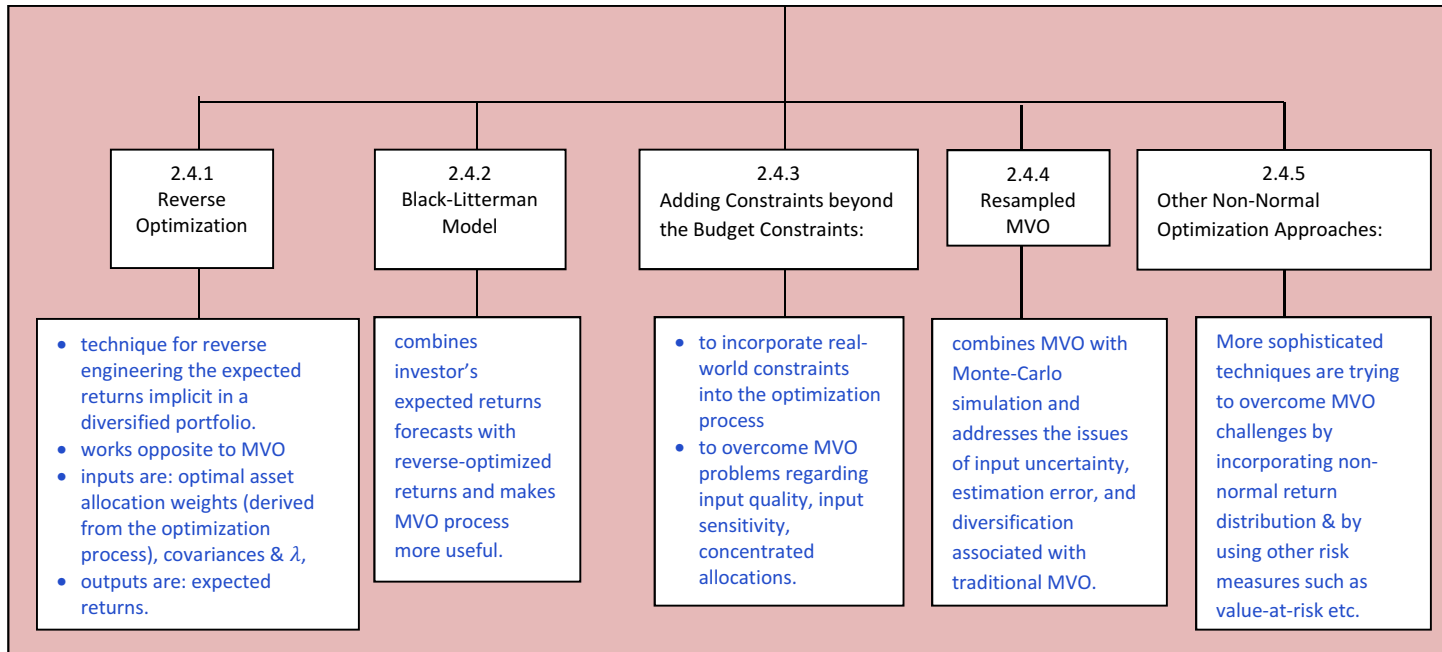 2.4.1
Reverse
Optimization
2.4.2
Black-Litterman
Model
2.4.3
Adding Constraints beyond
the Budget Constraints:
2.4.4
Resampled
MVO
2.4.5
Other Non-Normal
Optimization Approaches:
• technique for reverse
engineering the expected
returns implicit in a
diversified portfolio.
• works opposite to MVO
• inputs are: optimal asset
allocation weights (derived
from the optimization
process), covariances & 𝜆,
• outputs are: expected
returns.
combines
investor’s
expected returns
forecasts with
reverse-optimized
returns and makes
MVO process
more useful.
• to incorporate real-
world constraints
into the optimization
process
• to overcome MVO
problems regarding
input quality, input
sensitivity,
concentrated
allocations.
combines MVO with
Monte-Carlo
simulation and
addresses the issues
of input uncertainty,
estimation error, and
diversification
associated with
traditional MVO.
More sophisticated
techniques are trying
to overcome MVO
challenges by
incorporating non-
normal return
distribution & by
using other risk
measures such as
value-at-risk etc.